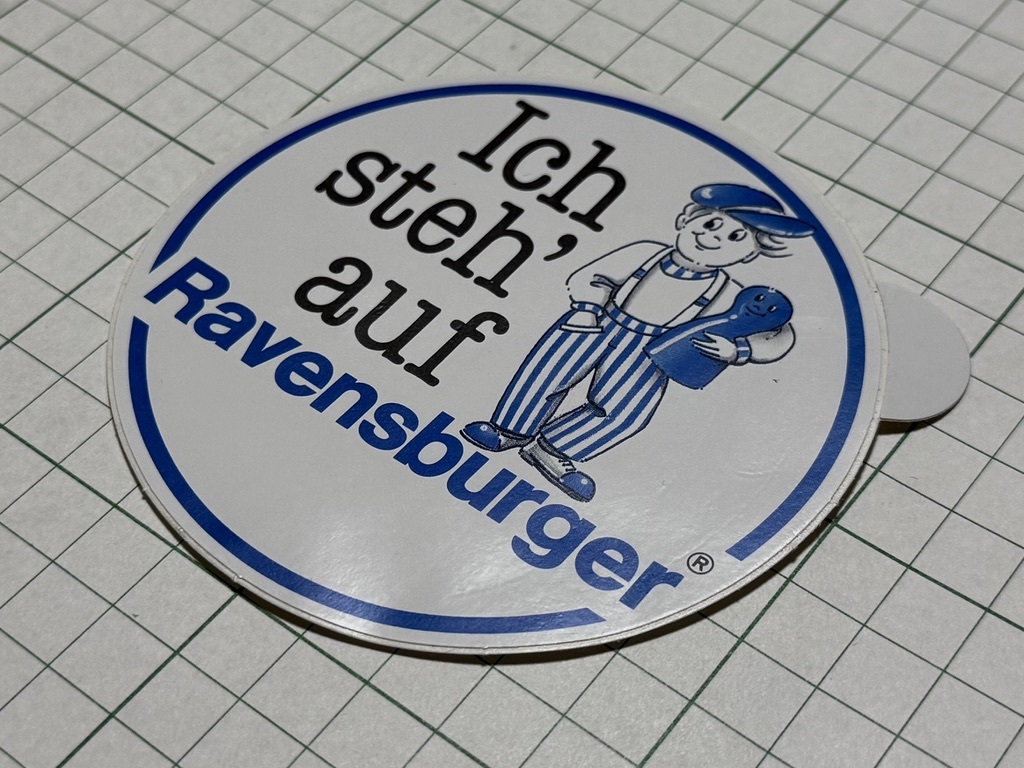 Ich
steh'
auf
Ravensburger®